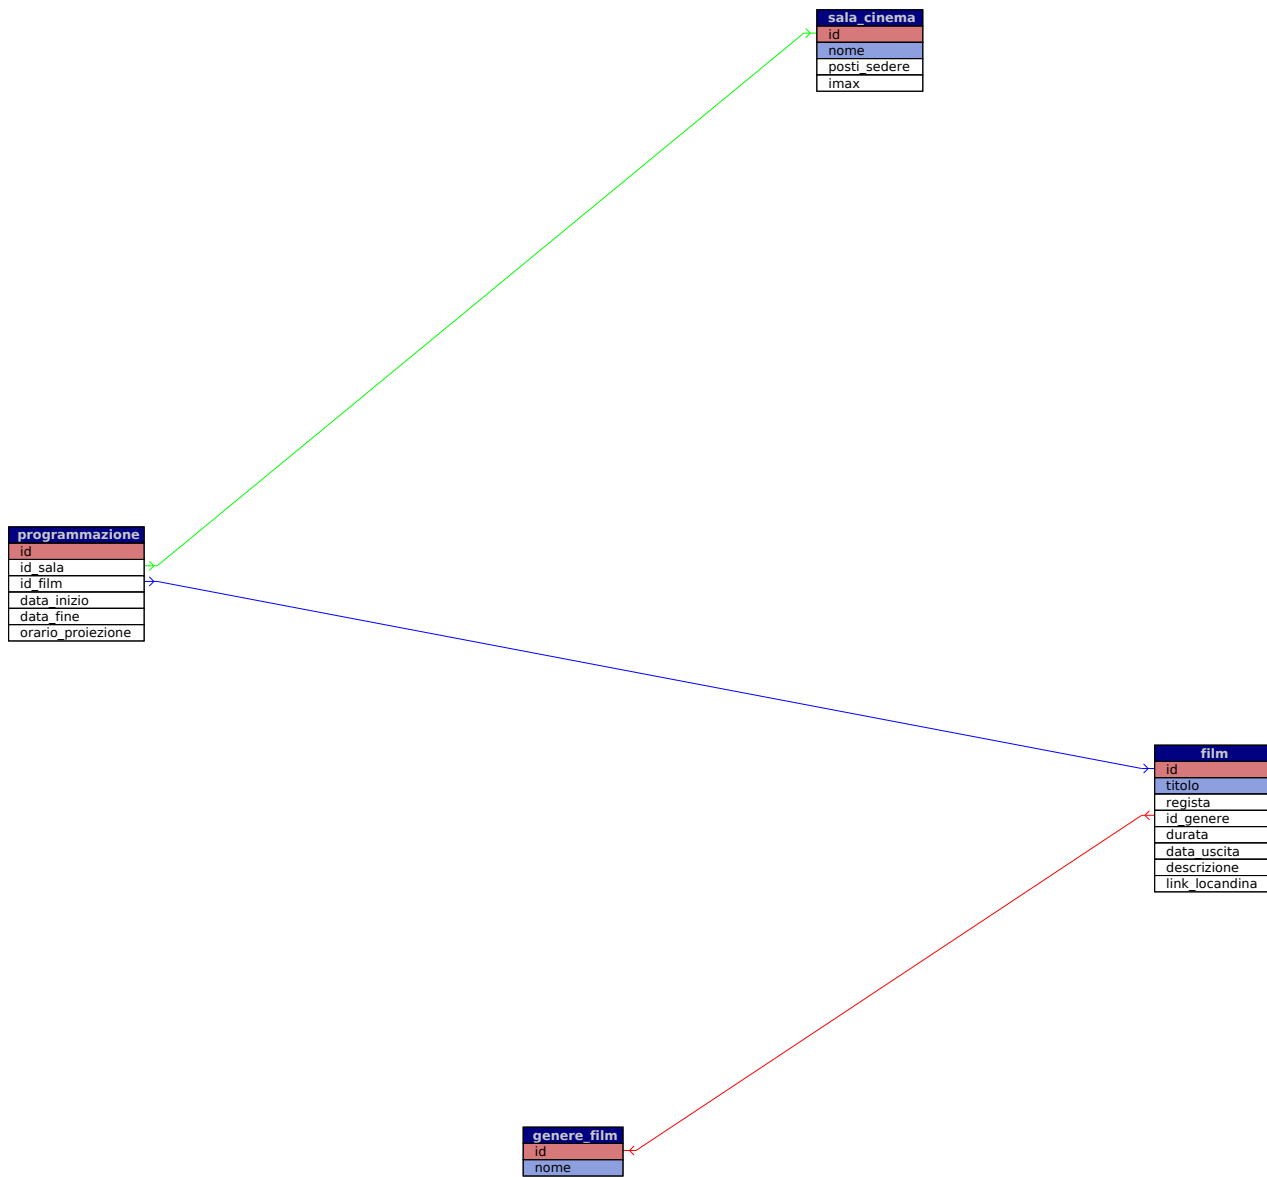 sala_cinema
id
nome
posti_sedere
imax
programmazione
id
id_sala
id_film
data_inizio
data_fine
orario_proiezione
film
id
titolo
regista
id_genere
durata
data_uscita
descrizione
link_locandina
genere_film
id
nome